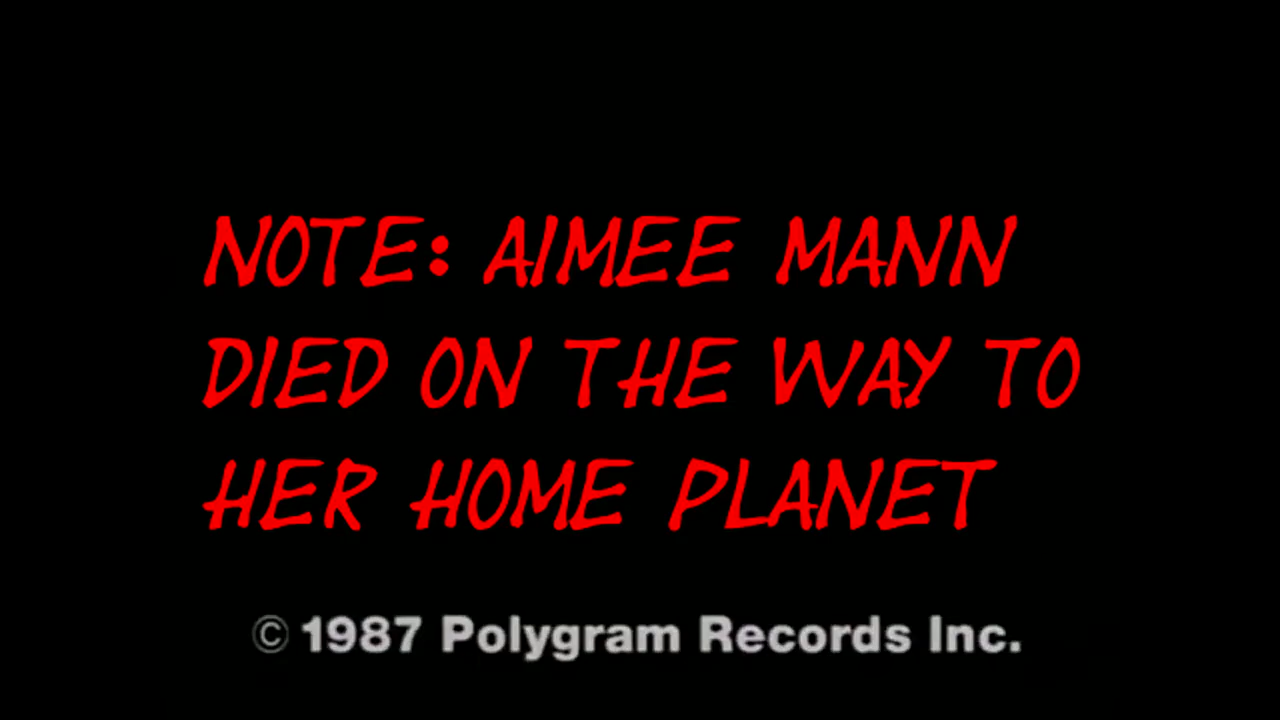 NOTE: AIMEE MANN
DIED ON THE WAY TO
HER HOME PLANET
© 1987 Polygram Records Inc.